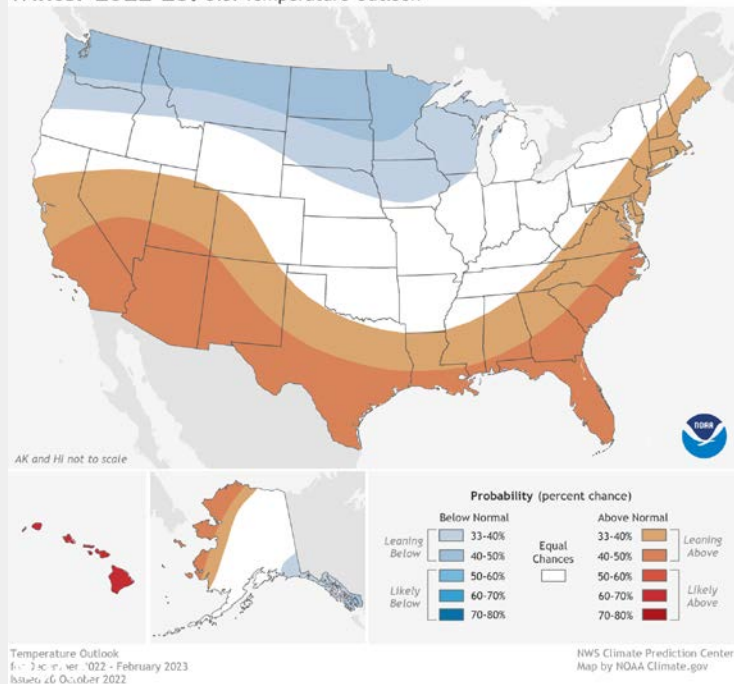 U.S. Temperature Outlook
NOAA
AK and HI not to scale
Probability (percent chance)
Below Normal
Above Normal
Leaning Below
33-40%
40-50%
Likely Below
50-60%
60-70%
70-80%
Equal Chances
33-40%
40-50%
Leaning Above
50-60%
60-70%
70-80%
Likely Above
Temperature Outlook
2022 - February 2023
October 2022
NWS Climate Prediction Center
Map by NOAA Climate.gov